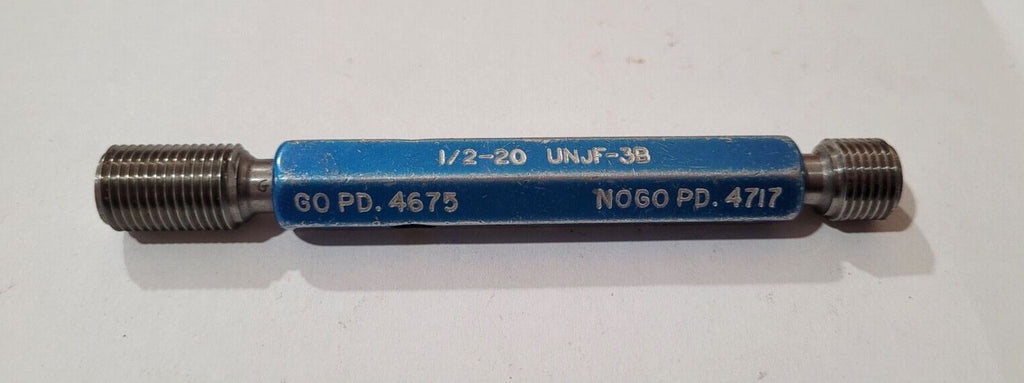 1/2-20 UNJF-3B
GO PD. 4675 NOGO PD. 4717
G